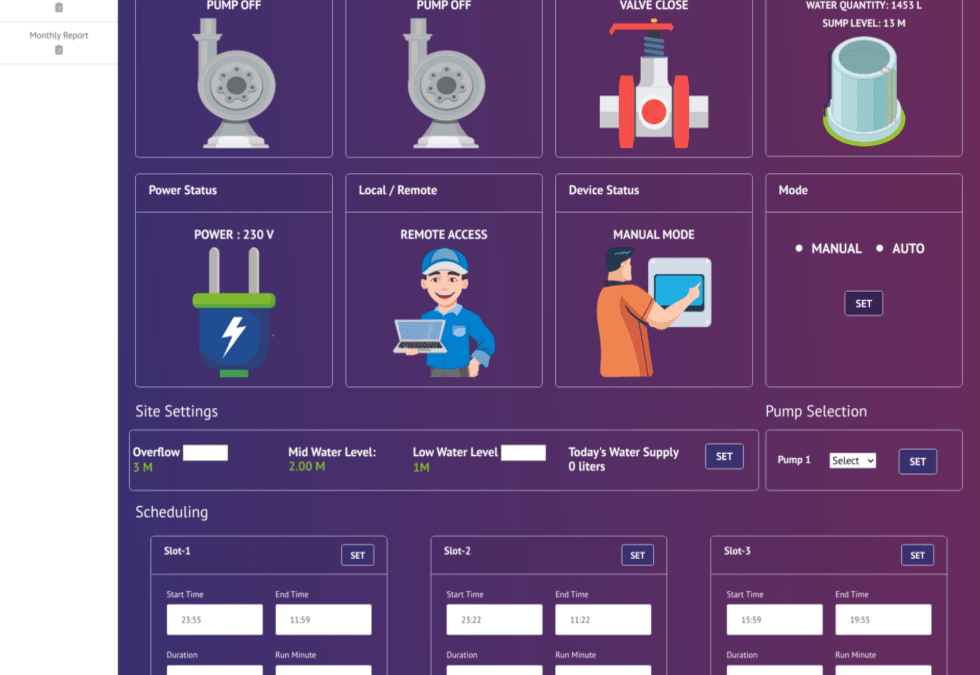 PUMP OFF
PUMP OFF
VALVE CLOSE
WATER QUANTITY: 1453 L
SUMP LEVEL: 13 M
Monthly Report
Power Status
Local / Remote
Device Status
Mode
POWER : 230 V
REMOTE ACCESS
MANUAL MODE
MANUAL AUTO
SET
Site Settings
Pump Selection
Overflow
3 M
Mid Water Level:
2.00 M
Low Water Level
1M
Today's Water Supply
0 liters
SET
Pump 1 Select SET
Scheduling
Slot-1 SET
Start Time End Time
23:55 11:59
Duration Run Minute
Slot-2 SET
Start Time End Time
23:22 11:22
Duration Run Minute
Slot-3 SET
Start Time End Time
15:59 19:55
Duration Run Minute